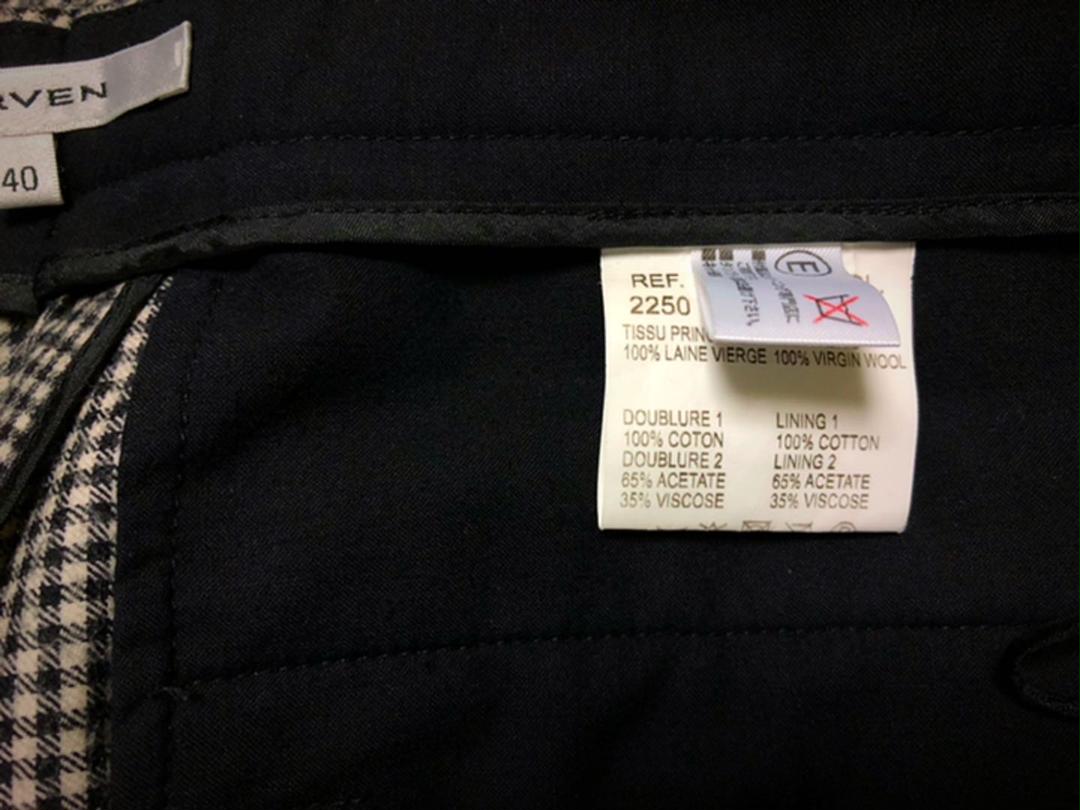 RVEN
40
REF.
2250
TISSU PRIN
100% LAINE VIERGE 100% VIRGIN WOOL
DOUBLURE 1 LINING 1
100% COTON 100% COTTON
DOUBLURE 2 LINING 2
65% ACETATE 65% ACETATE
35% VISCOSE 35% VISCOSE
E